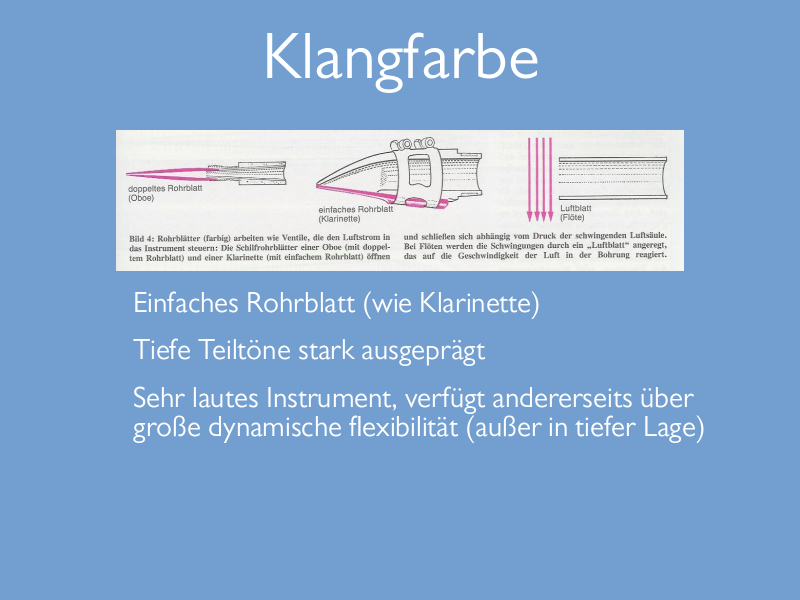 Klangfarbe
doppeltes Rohrblatt
(Oboe)
einfaches Rohrblatt
(Klarinette)
Luftblatt
(Flöte)
Bild 4: Rohrblätter (farbig) arbeiten wie Ventile, die den Luftstrom in
das Instrument steuern: Die Schilfrohrblätter einer Oboe (mit doppel-
tem Rohrblatt) und einer Klarinette (mit einfachem Rohrblatt) öffnen
und schließen sich abhängig vom Druck der schwingenden Luftsäule.
Bei Flöten werden die Schwingungen durch ein „Luftblatt“ angeregt,
das auf die Geschwindigkeit der Luft in der Bohrung reagiert.
Einfaches Rohrblatt (wie Klarinette)
Tiefe Teiltöne stark ausgeprägt
Sehr lautes Instrument, verfügt andererseits über
große dynamische flexibilität (außer in tiefer Lage)